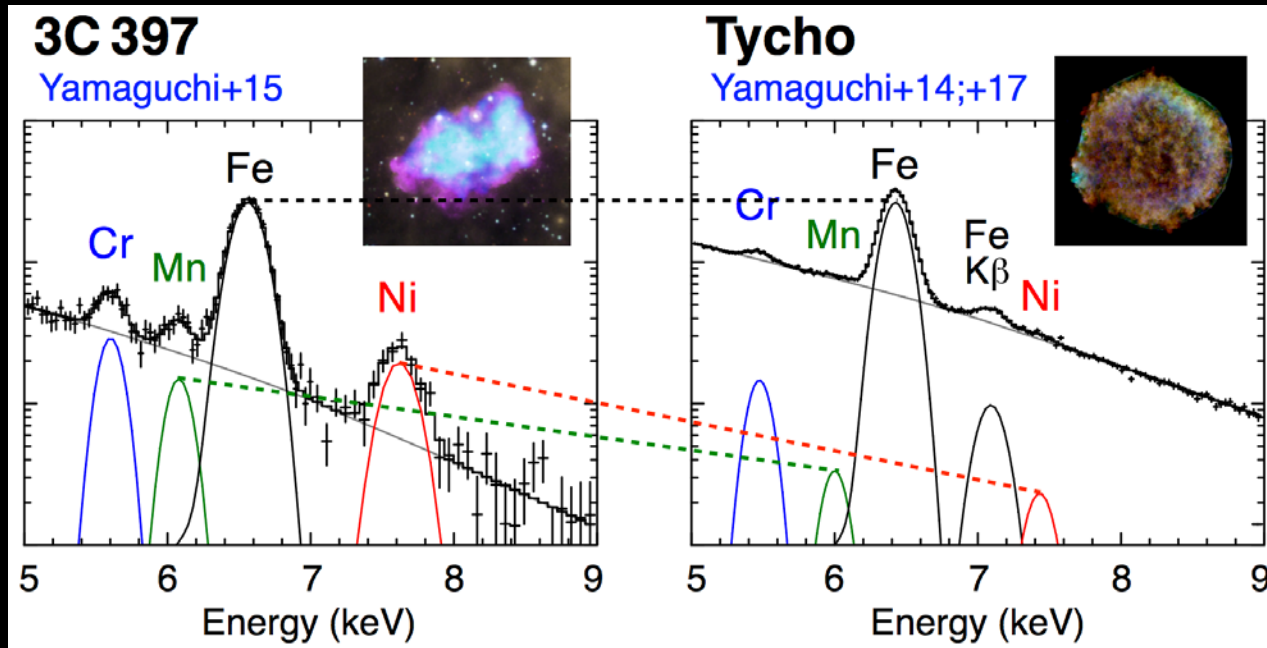 3C 397
Yamaguchi+15
Cr
Mn
Fe
Ni
5 6 7 8 9
Energy (keV)
Tycho
Yamaguchi+14;+17
Cr
Mn
Fe
Fe
Kβ
Ni
5 6 7 8 9
Energy (keV)